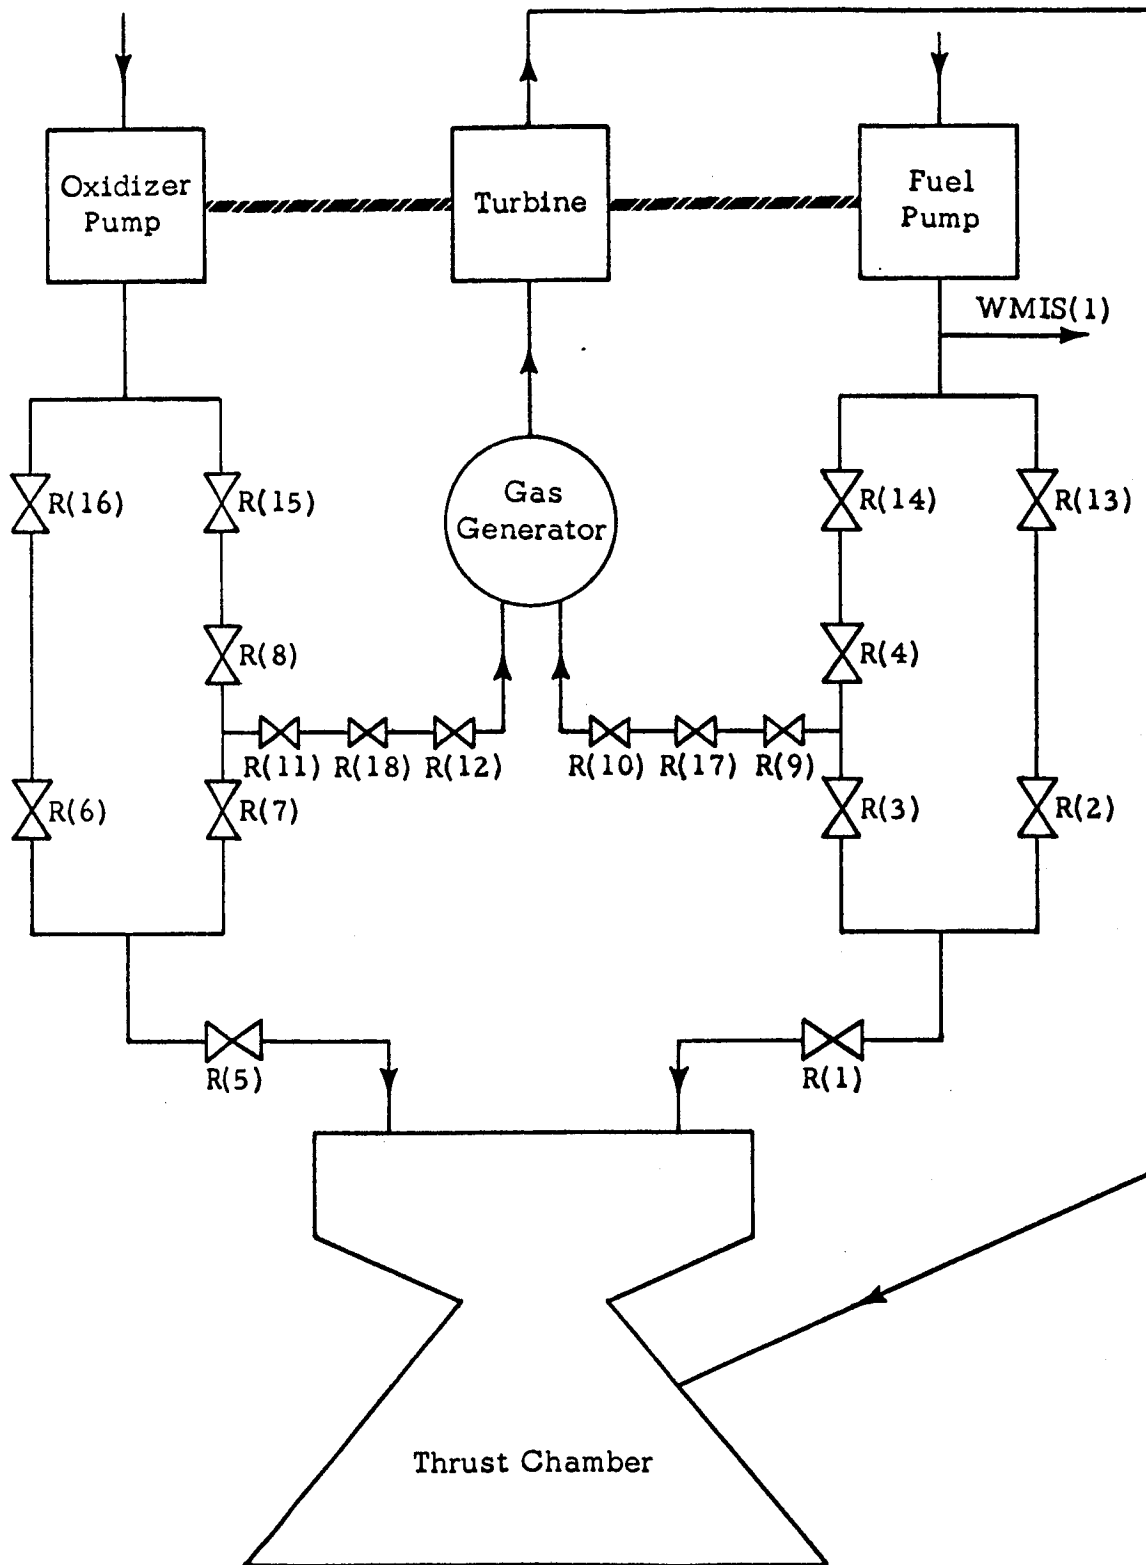 Oxidizer
Pump
Turbine
Fuel
Pump
WMIS(1)
Gas
Generator
R(16)
R(15)
R(14)
R(13)
R(8)
R(4)
R(11)
R(18)
R(12)
R(10)
R(17)
R(9)
R(6)
R(7)
R(3)
R(2)
R(5)
R(1)
Thrust Chamber